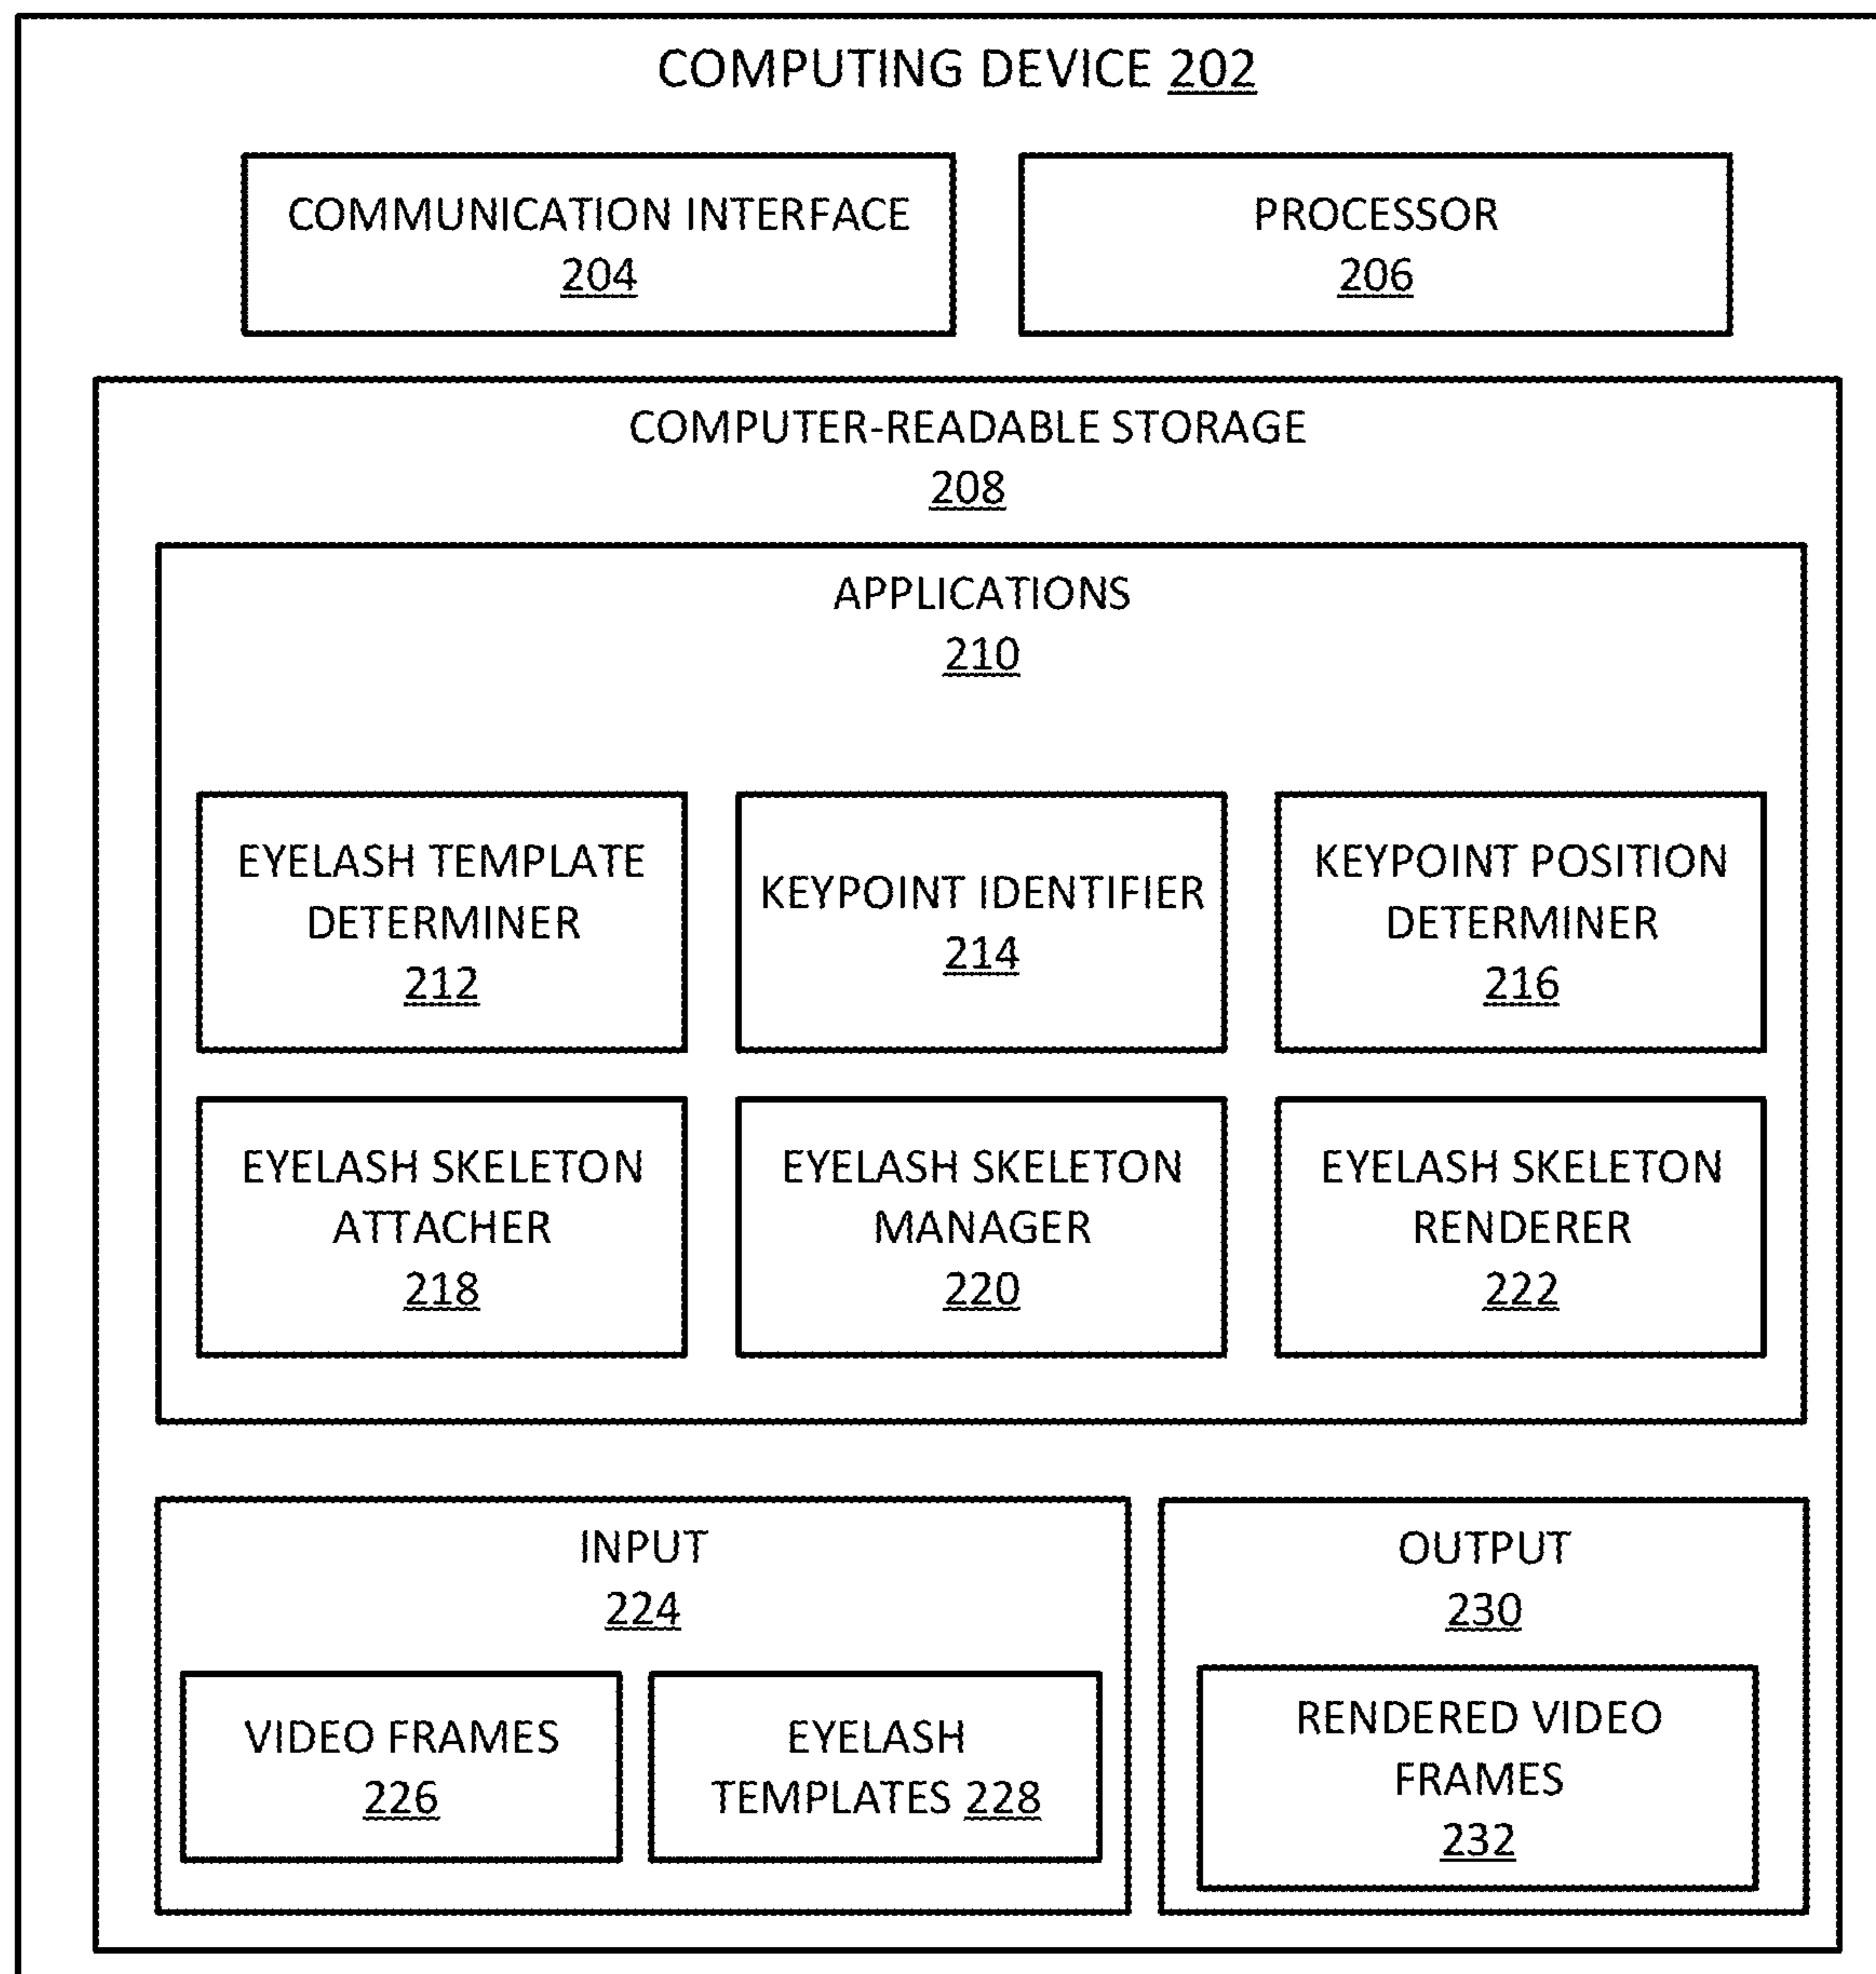 COMPUTING DEVICE 202
COMMUNICATION INTERFACE
204
PROCESSOR
206
COMPUTER-READABLE STORAGE
208
APPLICATIONS
210
EYELASH TEMPLATE
DETERMINER
212
KEYPOINT IDENTIFIER
214
KEYPOINT POSITION
DETERMINER
216
EYELASH SKELETON
ATTACHER
218
EYELASH SKELETON
MANAGER
220
EYELASH SKELETON
RENDERER
222
INPUT
224
VIDEO FRAMES
226
EYELASH
TEMPLATES 228
OUTPUT
230
RENDERED VIDEO
FRAMES
232